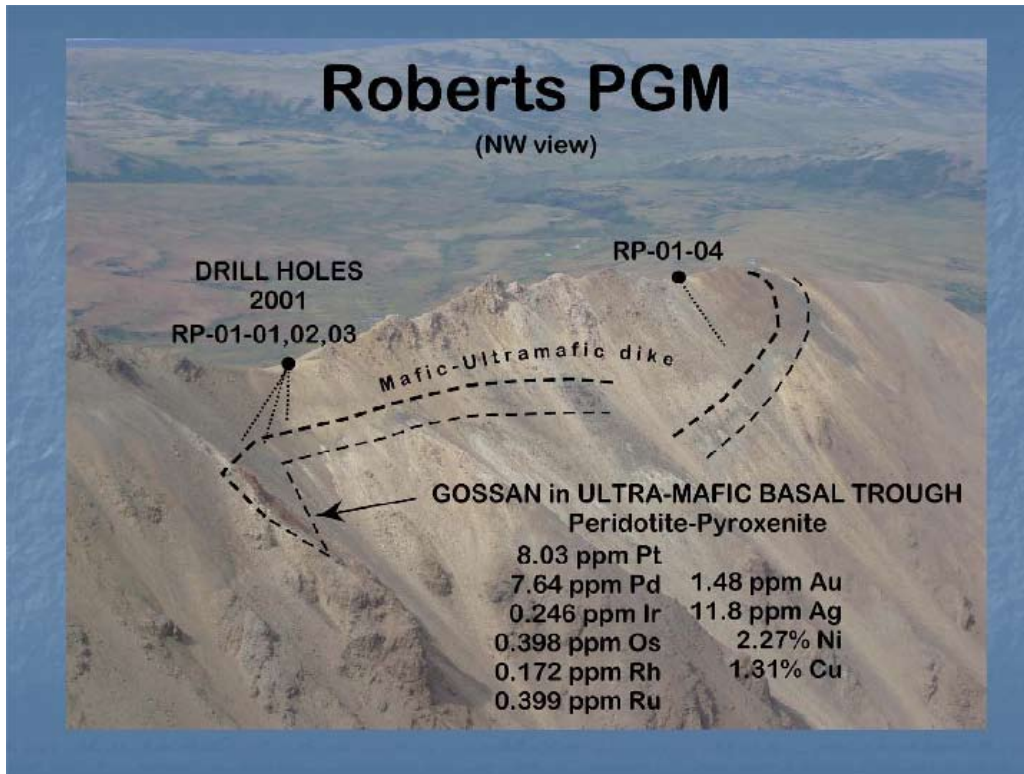 Roberts PGM
(NW view)
RP-01-04
DRILL HOLES
2001
RP-01-01,02,03
Mafic-Ultramafic dike
GOSSAN in ULTRA-MAFIC BASAL TROUGH
Peridotite-Pyroxenite
8.03 ppm Pt
7.64 ppm Pd
0.246 ppm Ir
0.398 ppm Os
0.172 ppm Rh
0.399 ppm Ru
1.48 ppm Au
11.8 ppm Ag
2.27% Ni
1.31% Cu